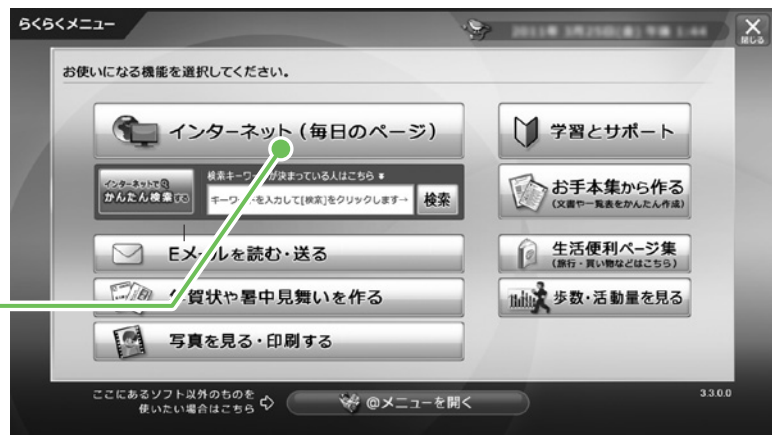 らくらくメニュー
閉じる
お使いになる機能を選択してください。
インターネット（毎日のページ）
学習とサポート
インターネットで
かんたん検索
検索キーワードが決まっている人はこちら
キーワードを入力して[検索]をクリックします→
検索
お手本集から作る
（文書や一覧表をかんたん作成）
Eメールを読む・送る
生活便利ページ集
（旅行・買い物などはこちら）
年賀状や暑中見舞いを作る
歩数・活動量を見る
写真を見る・印刷する
ここにあるソフト以外のものを
使いたい場合はこちら
@メニューを開く
3.3.0.0